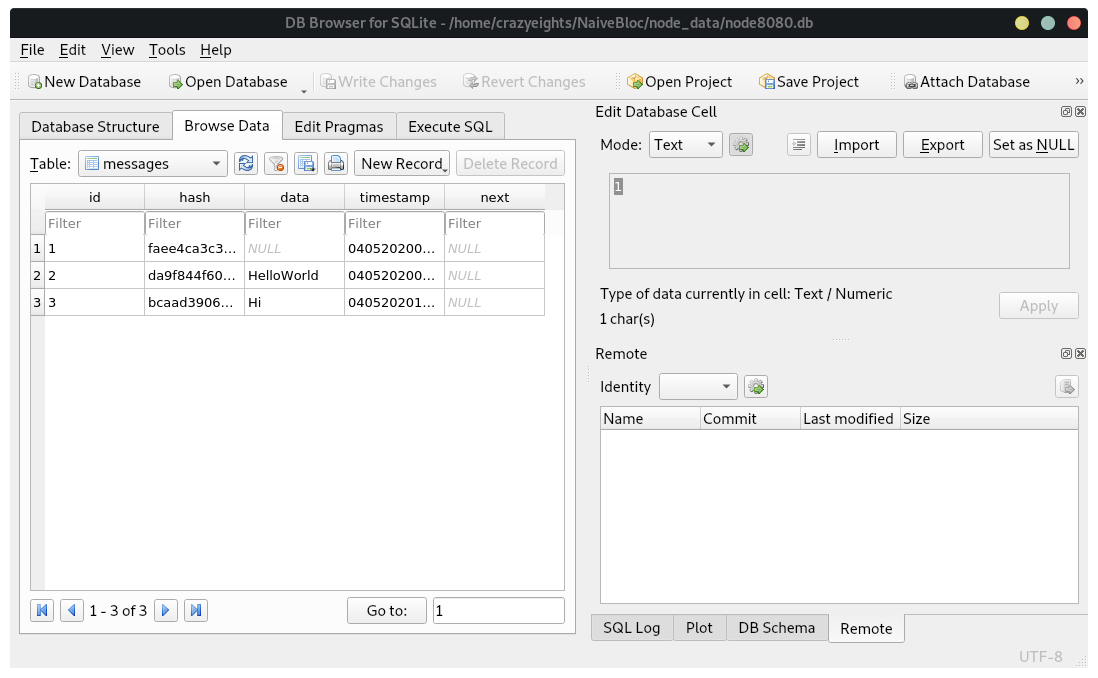 DB Browser for SQLite - /home/crazyeights/NaiveBloc/node_data/node8080.db
File Edit View Tools Help
New Database Open Database Write Changes Revert Changes Open Project Save Project Attach Database »
Database Structure Browse Data Edit Pragmas Execute SQL
Table: messages New Record Delete Record
id hash data timestamp next
Filter Filter Filter Filter Filter
1 1 faee4ca3c3... NULL 040520200... NULL
2 2 da9f844f60... HelloWorld 040520200... NULL
3 3 bcaad3906... Hi 040520201... NULL
1 - 3 of 3 Go to: 1
Edit Database Cell
Mode: Text Import Export Set as NULL
1
Type of data currently in cell: Text / Numeric
1 char(s)
Apply
Remote
Identity
Name Commit Last modified Size
SQL Log Plot DB Schema Remote
UTF-8